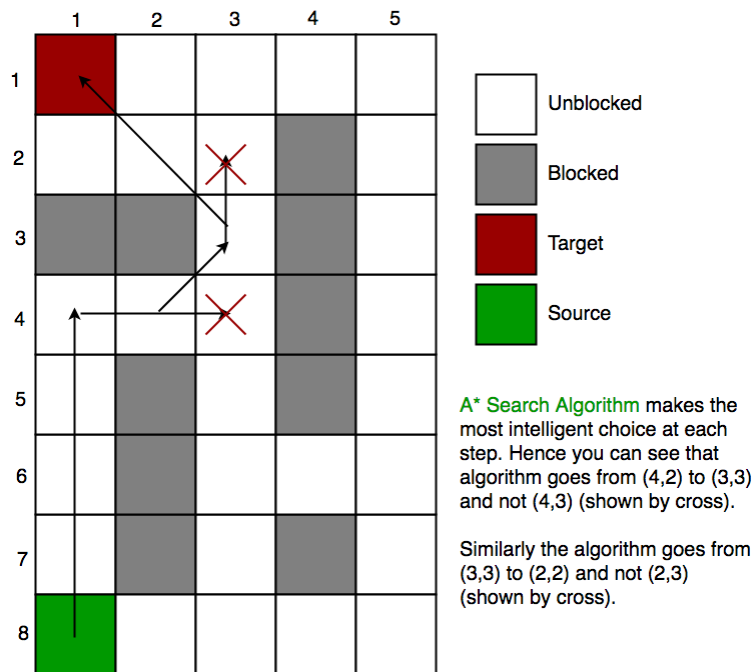 1 2 3 4 5
1
2
3
4
5
6
7
8
Unblocked
Blocked
Target
Source
A* Search Algorithm makes the
most intelligent choice at each
step. Hence you can see that
algorithm goes from (4,2) to (3,3)
and not (4,3) (shown by cross).
Similarly the algorithm goes from
(3,3) to (2,2) and not (2,3)
(shown by cross).